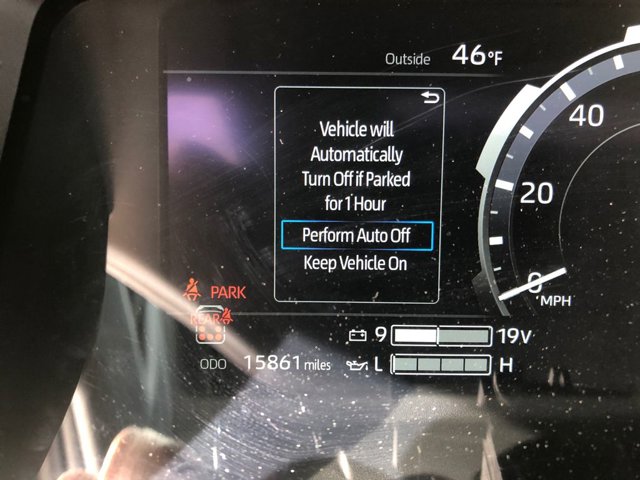 Outside 46°F
Vehicle will
Automatically
Turn Off if Parked
for 1 Hour
Perform Auto Off
Keep Vehicle On
40
20
0
MPH
PARK
REAR
9 19V
ODO 15861 miles
L H